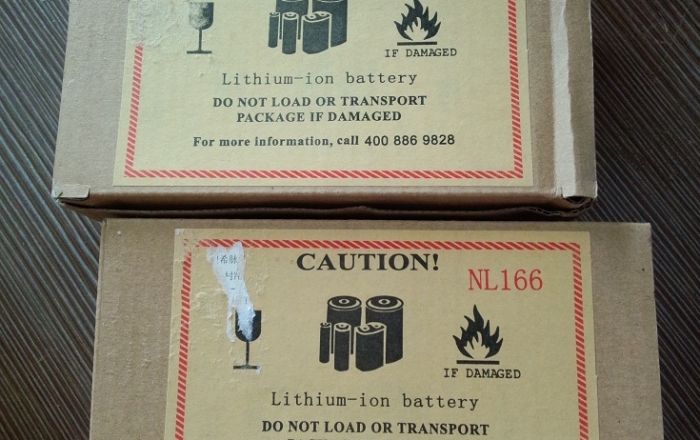 IF DAMAGED
Lithium-ion battery
DO NOT LOAD OR TRANSPORT
PACKAGE IF DAMAGED
For more information, call 400 886 9828
CAUTION!
NL166
IF DAMAGED
Lithium-ion battery
DO NOT LOAD OR TRANSPORT